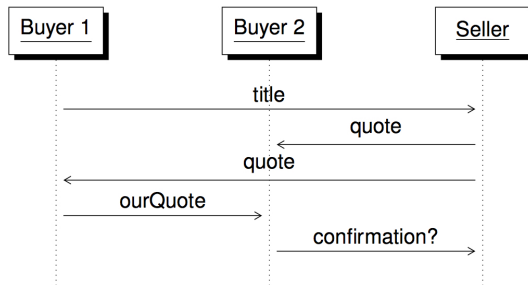 Buyer 1
Buyer 2
Seller
title
quote
quote
ourQuote
confirmation?